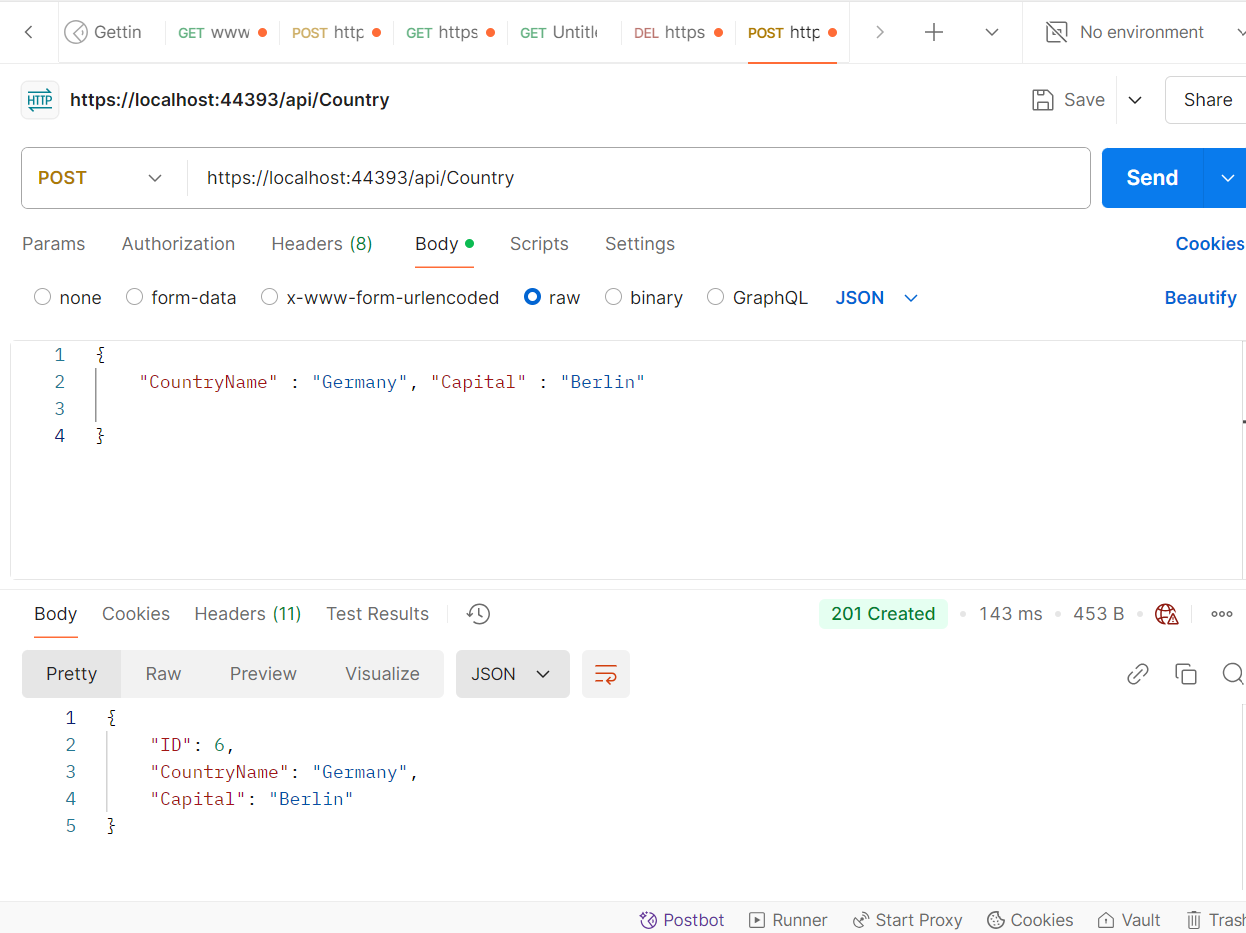 Gettin GET www POST http GET https GET Untitl DEL https POST http No environment
HTTP https://localhost:44393/api/Country Save Share
POST https://localhost:44393/api/Country Send
Params Authorization Headers (8) Body Scripts Settings Cookies
none form-data x-www-form-urlencoded raw binary GraphQL JSON Beautify
1 {
2 "CountryName" : "Germany", "Capital" : "Berlin"
3
4 }
Body Cookies Headers (11) Test Results 201 Created 143 ms 453 B
Pretty Raw Preview Visualize JSON
1 {
2 "ID": 6,
3 "CountryName": "Germany",
4 "Capital": "Berlin"
5 }
Postbot Runner Start Proxy Cookies Vault Trash